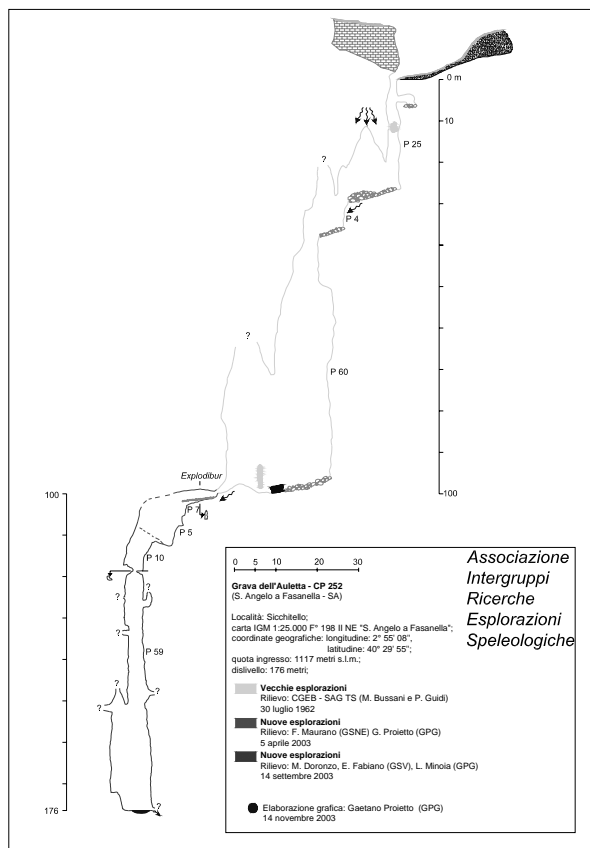 0 m
10
P 25
?
P 4
?
P 60
Explodibur
100
100
P 7
P 5
P 10
?
?
?
P 59
?
?
?
176
?
0 5 10 20 30
Grava dell'Auletta - CP 252
(S. Angelo a Fasanella - SA)
Località: Sicchitello;
carta IGM 1:25.000 F° 198 II NE "S. Angelo a Fasanella";
coordinate geografiche: longitudine: 2° 55' 08",
latitudine: 40° 29' 55";
quota ingresso: 1117 metri s.l.m.;
dislivello: 176 metri;
Vecchie esplorazioni
Rilievo: CGEB - SAG TS (M. Bussani e P. Guidi)
30 luglio 1962
Nuove esplorazioni
Rilievo: F. Maurano (GSNE) G. Proietto (GPG)
5 aprile 2003
Nuove esplorazioni
Rilievo: M. Doronzo, E. Fabiano (GSV), L. Minoia (GPG)
14 settembre 2003
Elaborazione grafica: Gaetano Proietto (GPG)
14 novembre 2003
Associazione
Intergruppi
Ricerche
Esplorazioni
Speleologiche